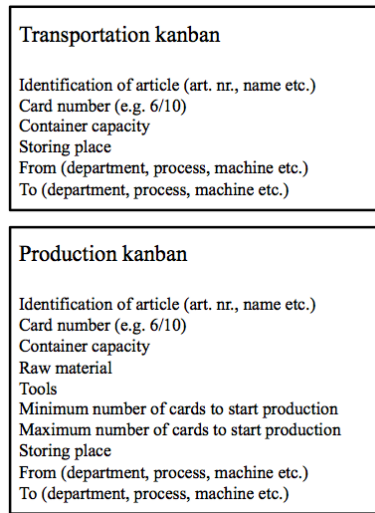 Transportation kanban
Identification of article (art. nr., name etc.)
Card number (e.g. 6/10)
Container capacity
Storing place
From (department, process, machine etc.)
To (department, process, machine etc.)
Production kanban
Identification of article (art. nr., name etc.)
Card number (e.g. 6/10)
Container capacity
Raw material
Tools
Minimum number of cards to start production
Maximum number of cards to start production
Storing place
From (department, process, machine etc.)
To (department, process, machine etc.)